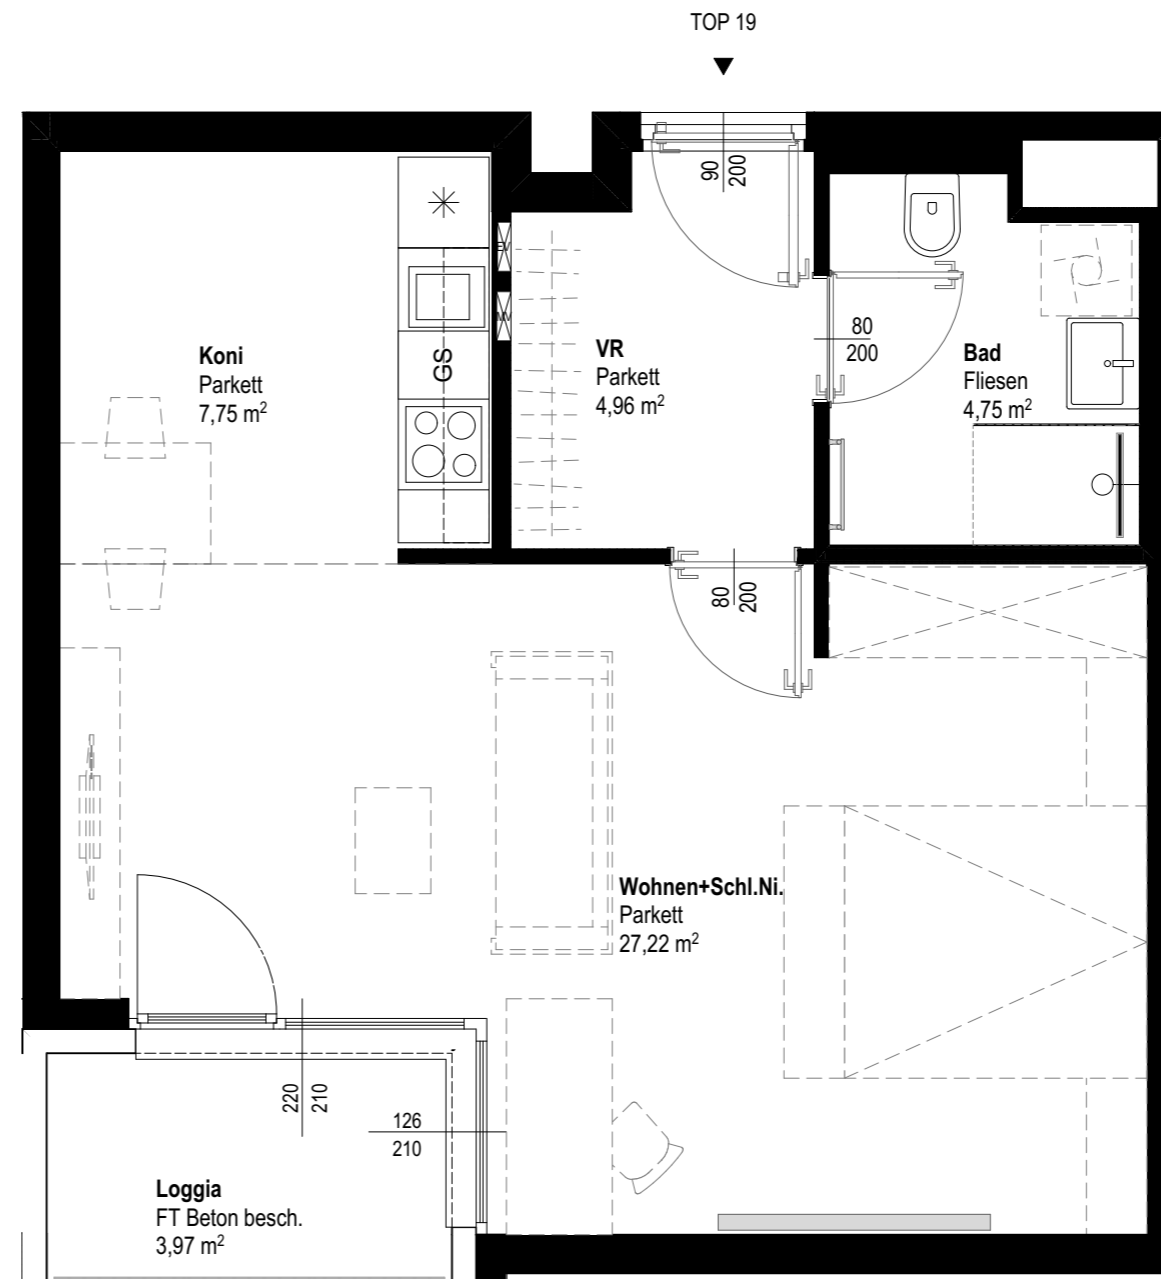 TOP 19
90
200
Koni
Parkett
7,75 m²
GS
VR
Parkett
4,96 m²
80
200
Bad
Fliesen
4,75 m²
80
200
Wohnen+Schl.Ni.
Parkett
27,22 m²
220
210
126
210
Loggia
FT Beton besch.
3,97 m²